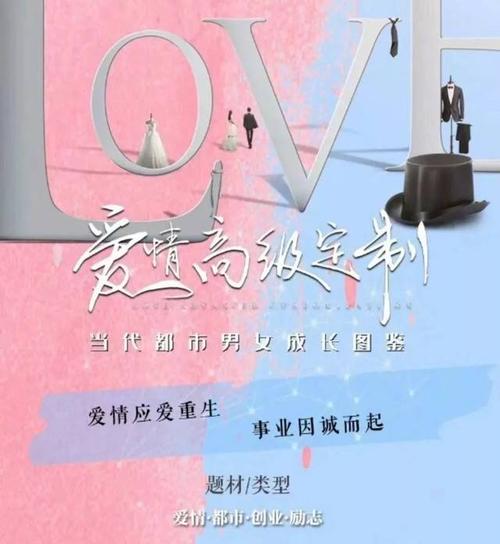 LOVE
爱情高级定制
当代都市男女成长图鉴
爱情应爱重生
事业因诚而起
题材/类型
爱情·都市·创业·励志